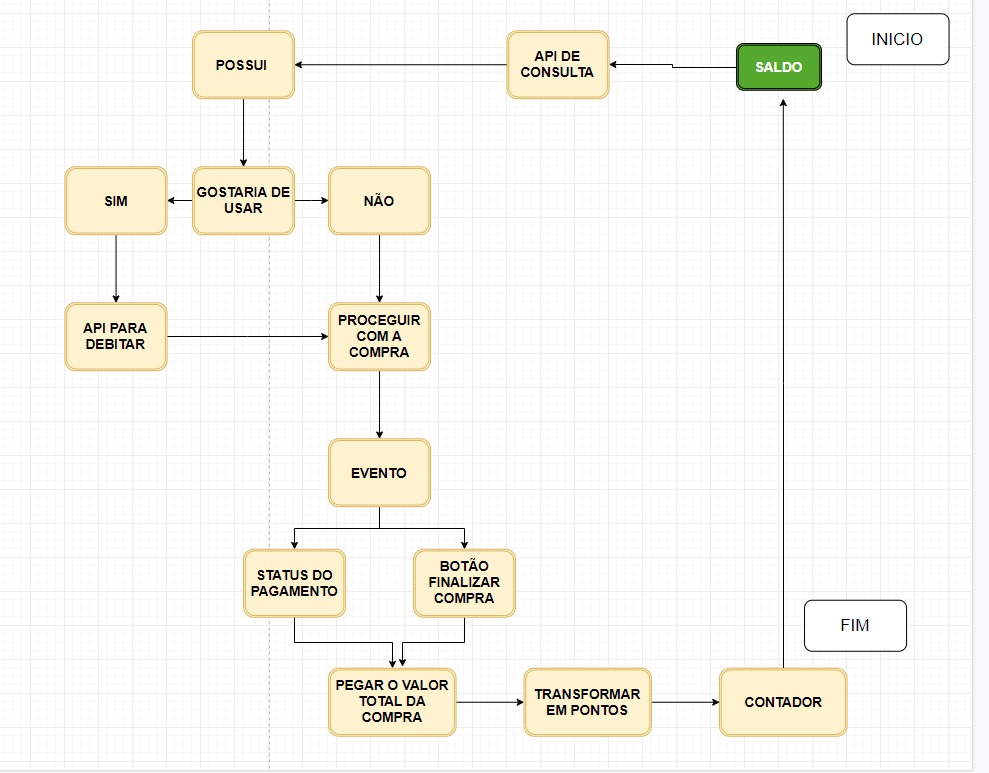 INICIO
SALDO
API DE
CONSULTA
POSSUI
GOSTARIA DE
USAR
SIM
NÃO
API PARA
DEBITAR
PROCEGUIR
COM A
COMPRA
EVENTO
STATUS DO
PAGAMENTO
BOTÃO
FINALIZAR
COMPRA
PEGAR O VALOR
TOTAL DA
COMPRA
TRANSFORMAR
EM PONTOS
CONTADOR
FIM